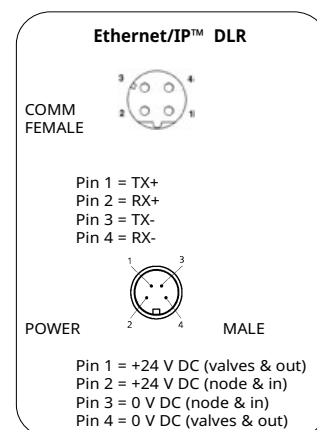 Ethernet/IP™ DLR
3 4
COMM
FEMALE
2 1
Pin 1 = TX+
Pin 2 = RX+
Pin 3 = TX-
Pin 4 = RX-
1 3
POWER 2 4 MALE
Pin 1 = +24 V DC (valves & out)
Pin 2 = +24 V DC (node & in)
Pin 3 = 0 V DC (node & in)
Pin 4 = 0 V DC (valves & out)